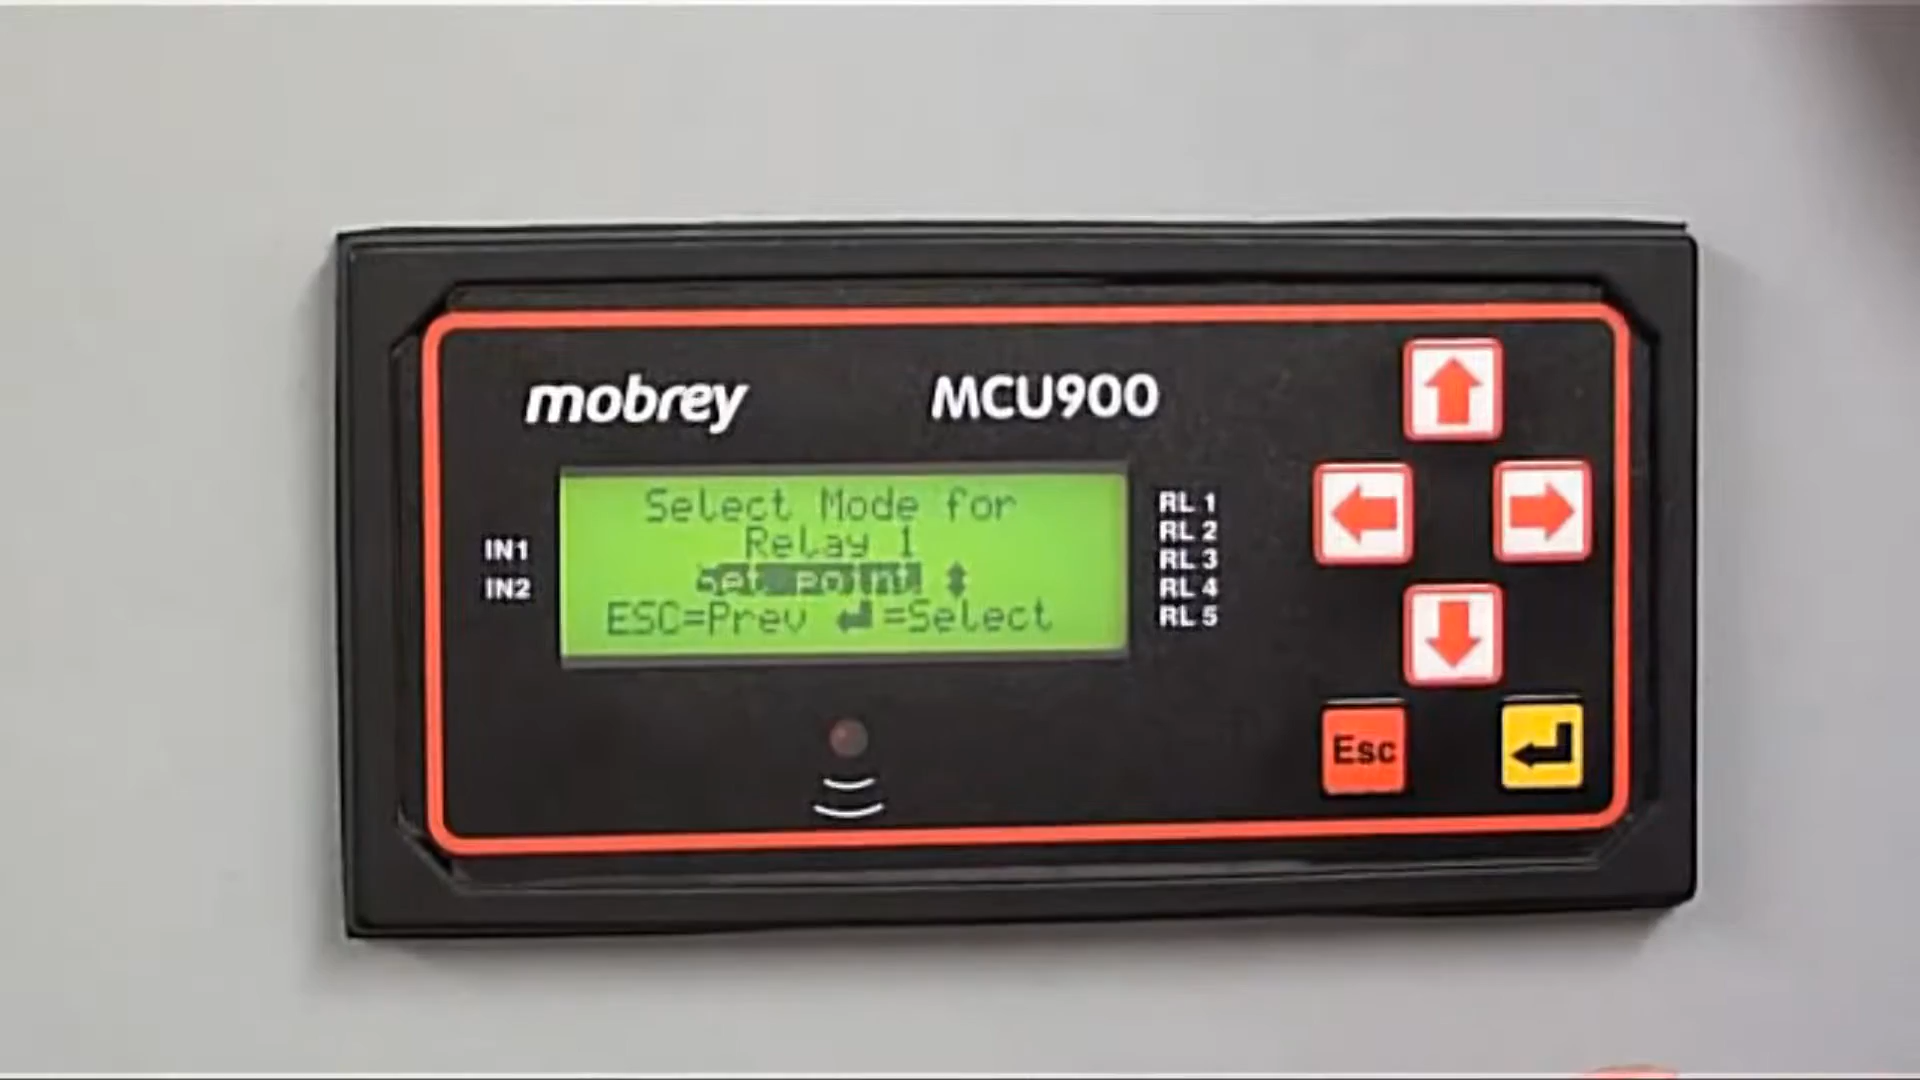 mobrey
MCU900
Select Mode for
Relay 1
Set point
ESC=Prev ↵=Select
IN1
IN2
RL 1
RL 2
RL 3
RL 4
RL 5
Esc